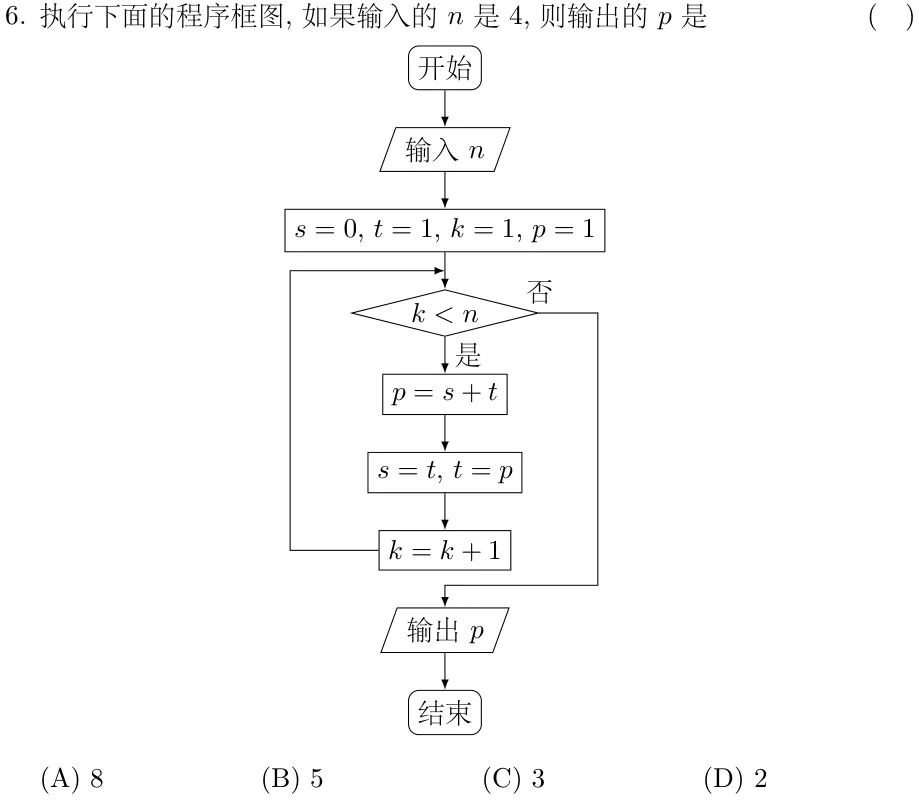 6. 执行下面的程序框图, 如果输入的 n 是 4, 则输出的 p 是 ( )
开始
输入 n
s = 0, t = 1, k = 1, p = 1
否
k < n
是
p = s + t
s = t, t = p
k = k + 1
输出 p
结束
(A) 8 (B) 5 (C) 3 (D) 2